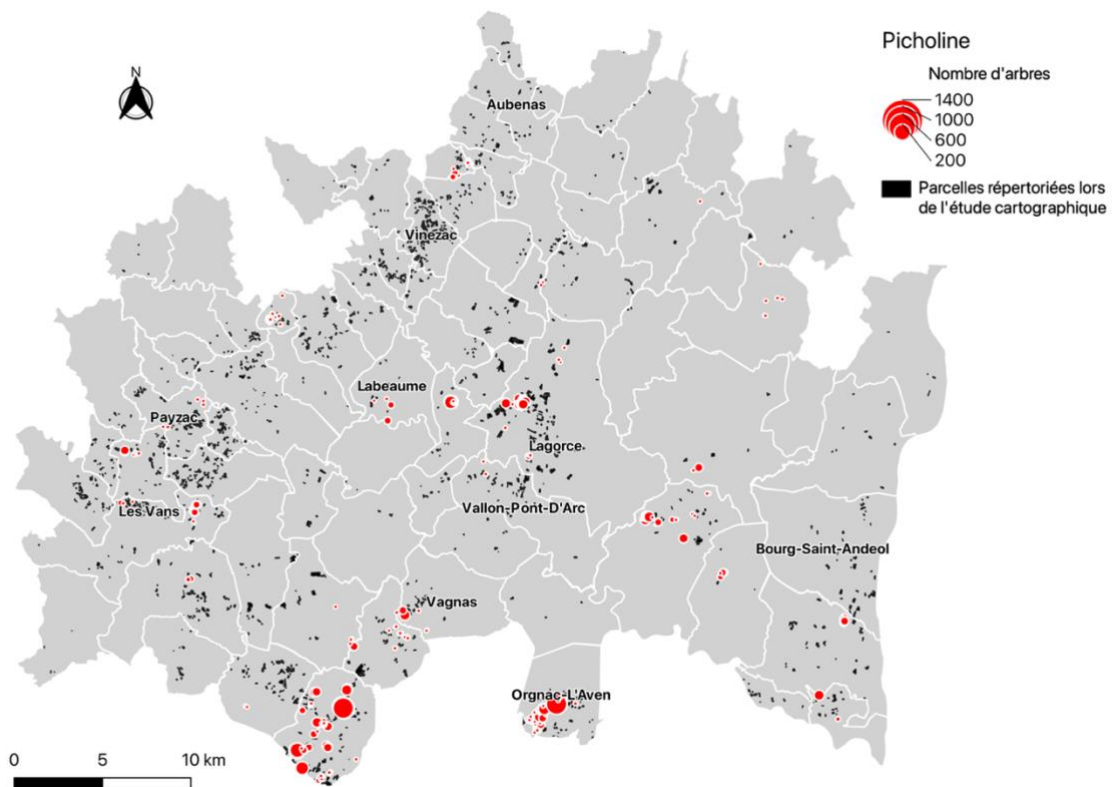 Picholine
Nombre d'arbres
1400
1000
600
200
Parcelles répertoriées lors
de l'étude cartographique
N
Aubenas
Vinezac
Labeaume
Payzac
Lagorce
Les Vans
Vallon-Pont-D'Arc
Bourg-Saint-Andeol
Vagnas
Orgnac-L'Aven
0 5 10 km